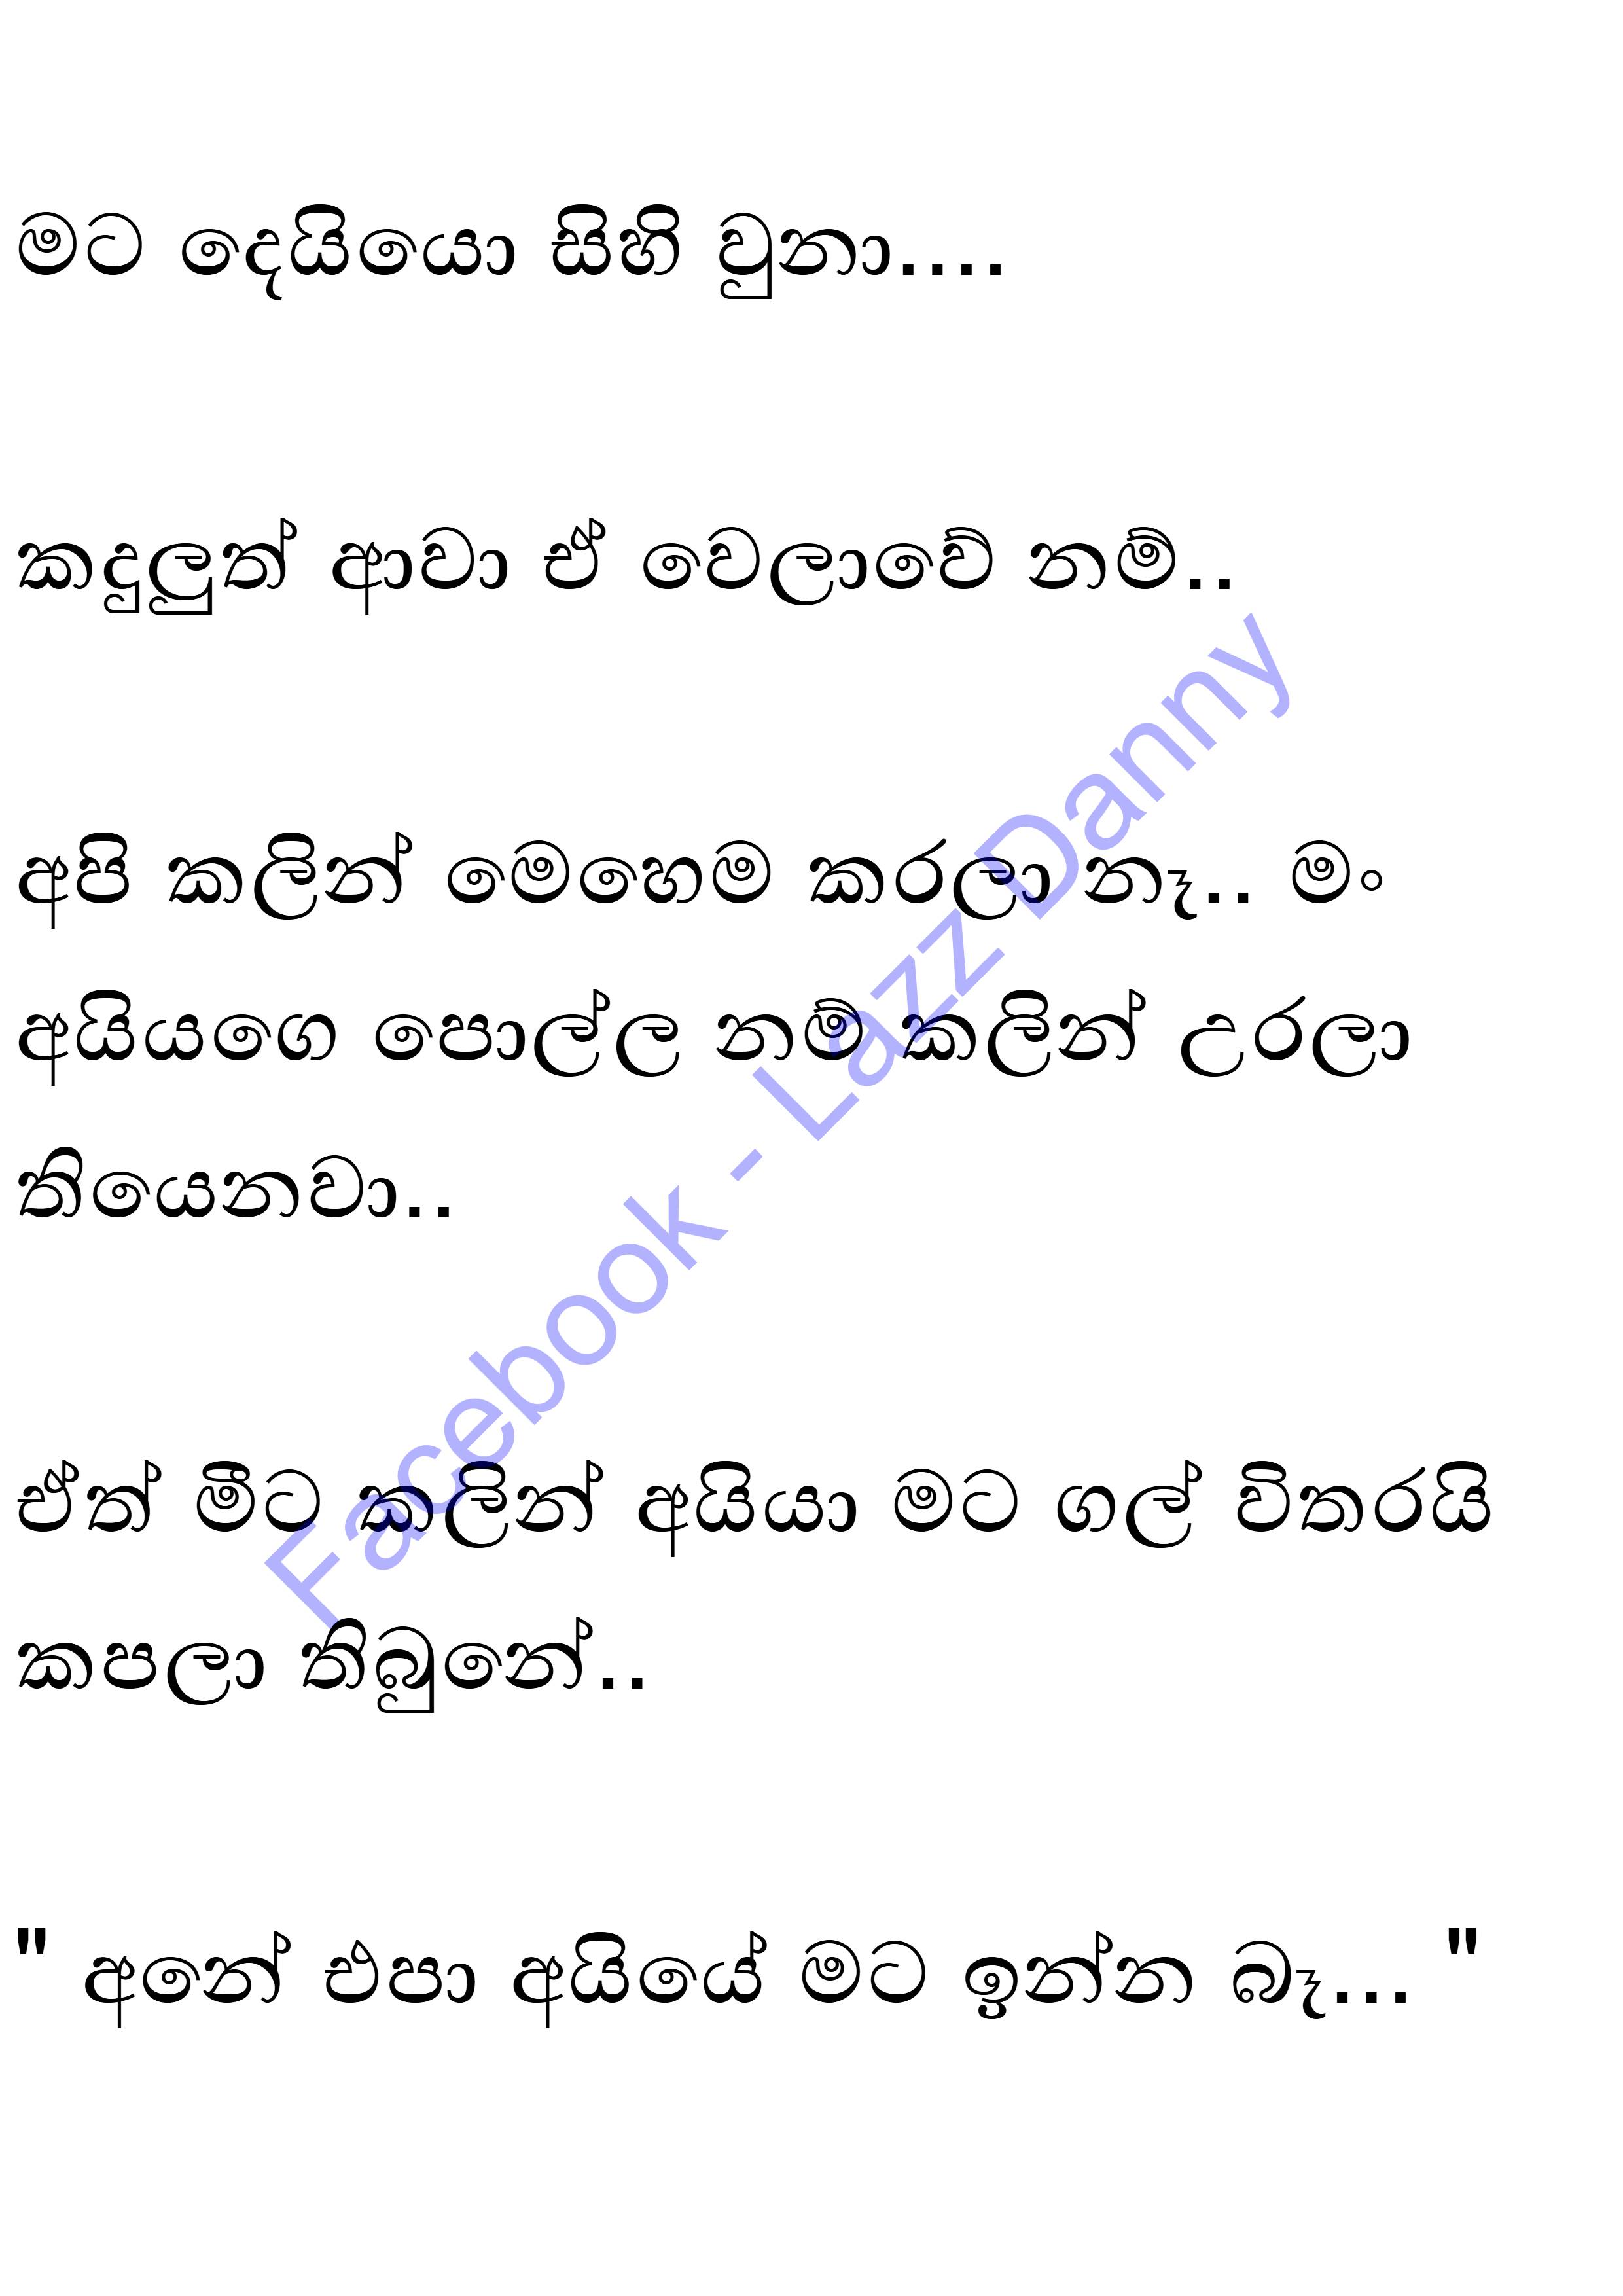 මට දෙයියො සිහි වුනා....
කඳුලුත් ආවා ඒ වෙලාවේ නම්..
අපි කලින් මෙහෙම කරලා නෑ.. මං
අයියගෙ පොල්ල නම් කලින් උරලා
තියෙනවා..
ඒත් මීට කලින් අයියා මට ගල් විතරයි
කපලා තිබුනේ..
" අනේ එපා අයියේ මට ඉන්න බෑ... "
Facebook - Lazz Danny